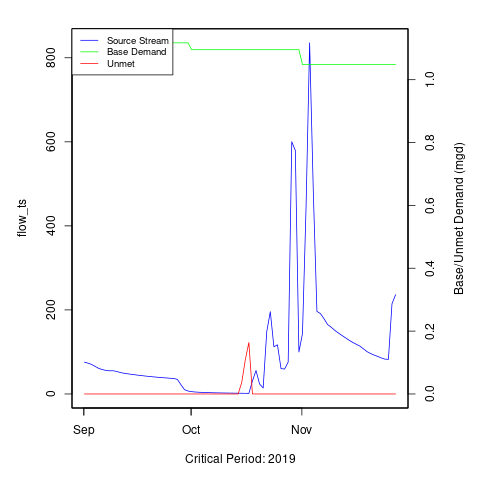 Source Stream
Base Demand
Unmet
flow_ts
0
200
400
600
800
Base/Unmet Demand (mgd)
0.0
0.2
0.4
0.6
0.8
1.0
Sep
Oct
Nov
Critical Period: 2019